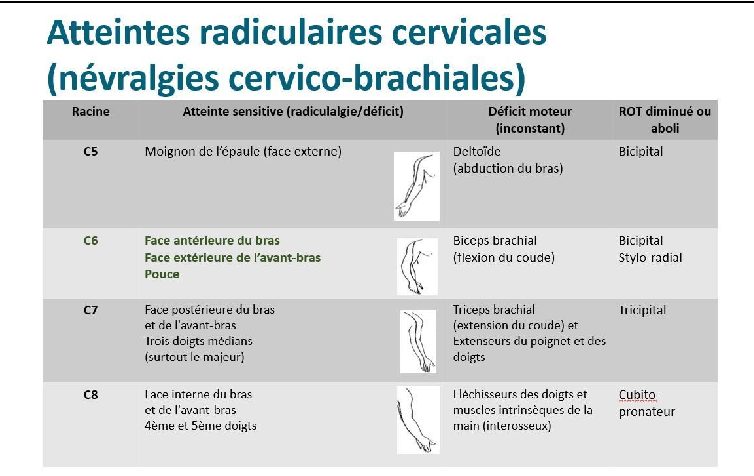 Atteintes radiculaires cervicales
(névralgies cervico-brachiales)
Racine
Atteinte sensitive (radiculalgie/déficit)
Déficit moteur
(inconstant)
ROT diminué ou
aboli
C5
Moignon de l'épaule (face externe)
Deltoïde
(abduction du bras)
Bicipital
C6
Face antérieure du bras
Face extérieure de l'avant-bras
Pouce
Biceps brachial
(flexion du coude)
Bicipital
Stylo radial
C7
Face postérieure du bras
et de l'avant-bras
Trois doigts médians
(surtout le majeur)
Triceps brachial
(extension du coude) et
Extenseurs du poignet et des
doigts
Tricipital
C8
Face interne du bras
et de l'avant bras
4ème et 5ème doigts
Fléchisseurs des doigts et
muscles intrinsèques de la
main (interosseux)
Cubito
pronateur